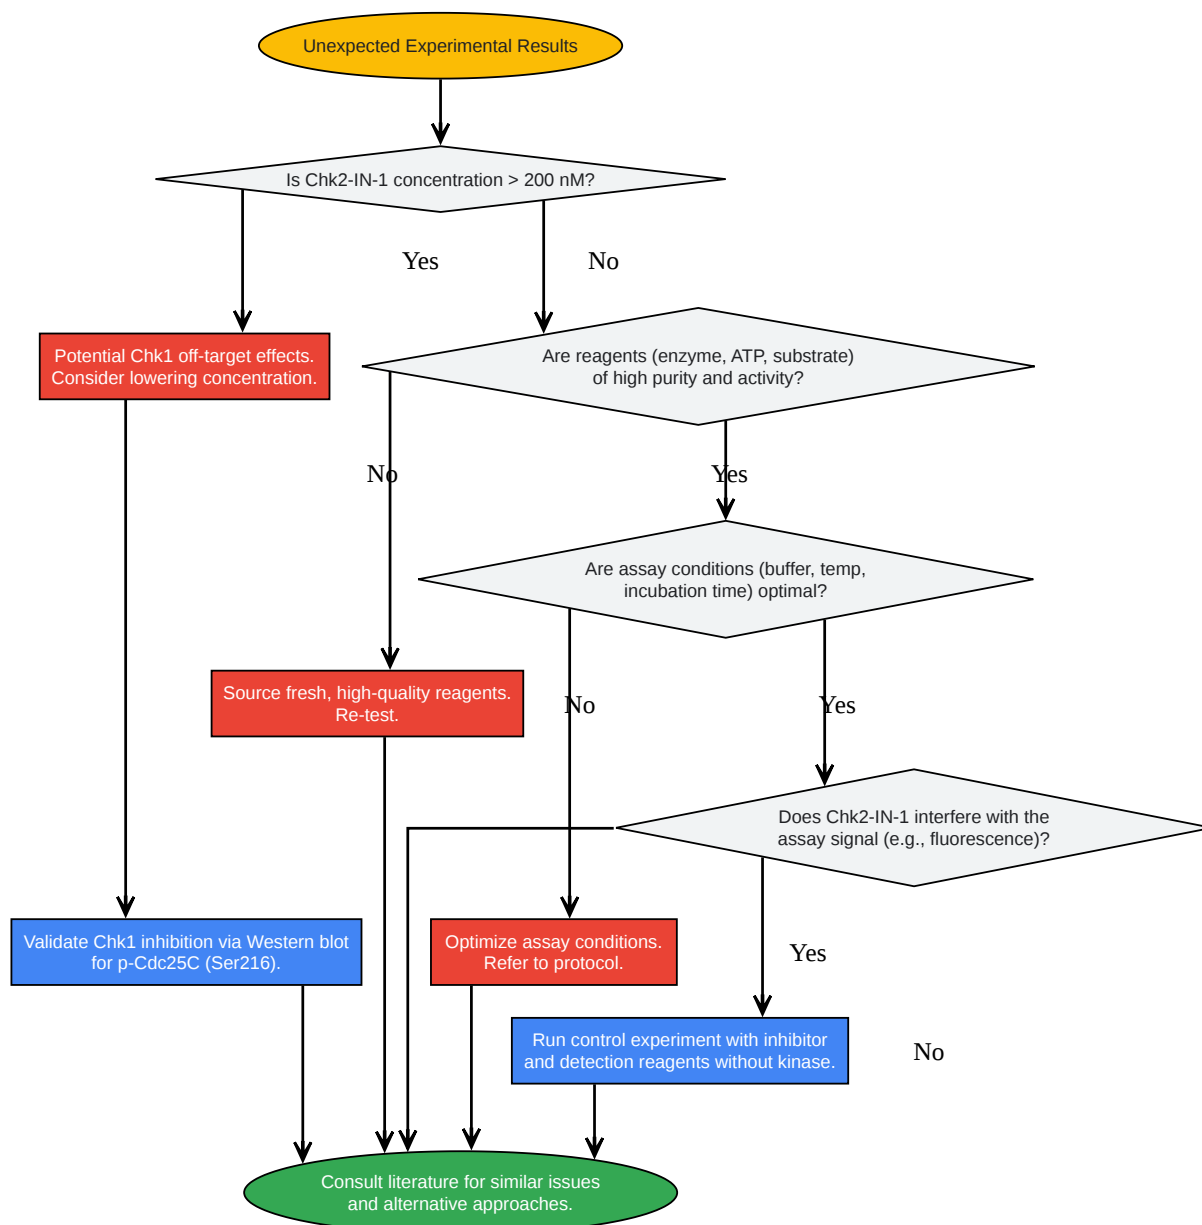 Unexpected Experimental Results
Is Chk2-IN-1 concentration > 200 nM?
Yes
No
Potential Chk1 off-target effects.
Consider lowering concentration.
Are reagents (enzyme, ATP, substrate)
of high purity and activity?
No
Yes
Are assay conditions (buffer, temp,
incubation time) optimal?
Source fresh, high-quality reagents.
Re-test.
No
Yes
Does Chk2-IN-1 interfere with the
assay signal (e.g., fluorescence)?
Validate Chk1 inhibition via Western blot
for p-Cdc25C (Ser216).
Optimize assay conditions.
Refer to protocol.
Yes
Run control experiment with inhibitor
and detection reagents without kinase.
No
Consult literature for similar issues
and alternative approaches.